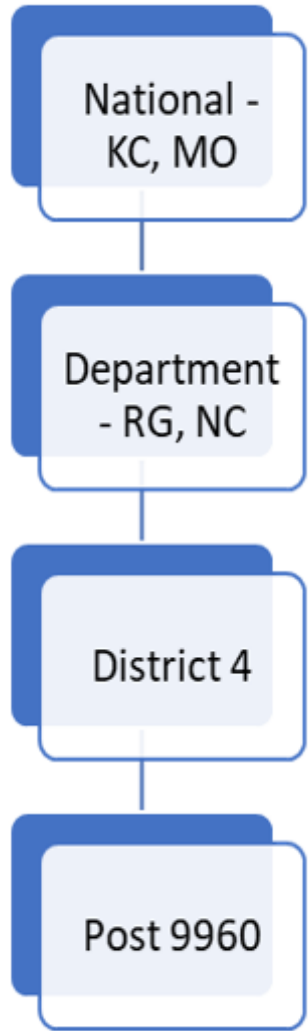 National -
KC, MO
Department
- RG, NC
District 4
Post 9960